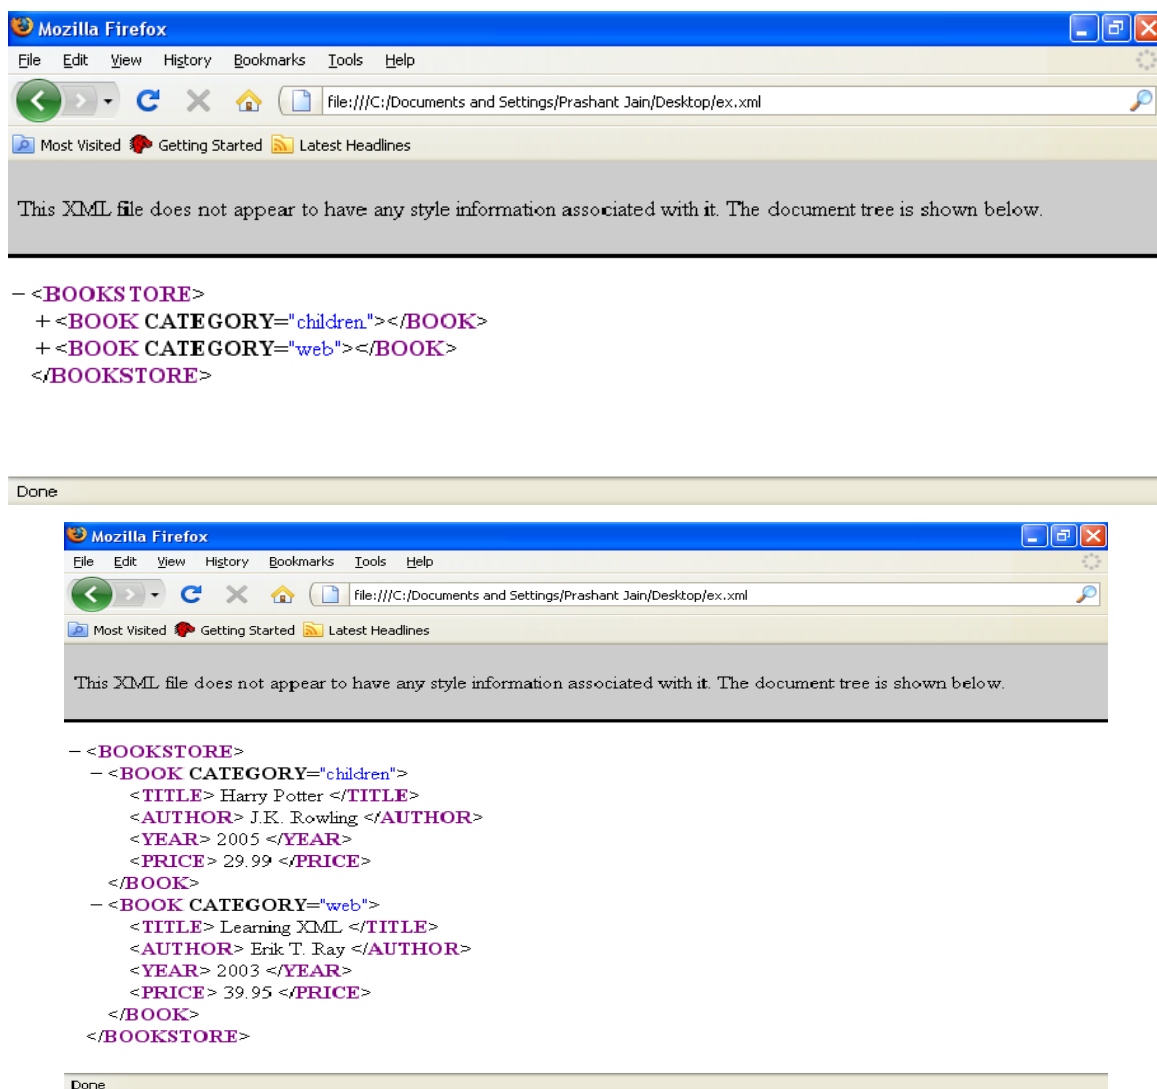 Mozilla Firefox
File Edit View History Bookmarks Tools Help
file:///C:/Documents and Settings/Prashant Jain/Desktop/ex.xml
Most Visited Getting Started Latest Headlines
This XML file does not appear to have any style information associated with it. The document tree is shown below.
− <BOOKSTORE>
+ <BOOK CATEGORY="children"></BOOK>
+ <BOOK CATEGORY="web"></BOOK>
</BOOKSTORE>
Done
Mozilla Firefox
File Edit View History Bookmarks Tools Help
file:///C:/Documents and Settings/Prashant Jain/Desktop/ex.xml
Most Visited Getting Started Latest Headlines
This XML file does not appear to have any style information associated with it. The document tree is shown below.
− <BOOKSTORE>
− <BOOK CATEGORY="children">
<TITLE> Harry Potter </TITLE>
<AUTHOR> J.K. Rowling </AUTHOR>
<YEAR> 2005 </YEAR>
<PRICE> 29.99 </PRICE>
</BOOK>
− <BOOK CATEGORY="web">
<TITLE> Learning XML </TITLE>
<AUTHOR> Erik T. Ray </AUTHOR>
<YEAR> 2003 </YEAR>
<PRICE> 39.95 </PRICE>
</BOOK>
</BOOKSTORE>
Done